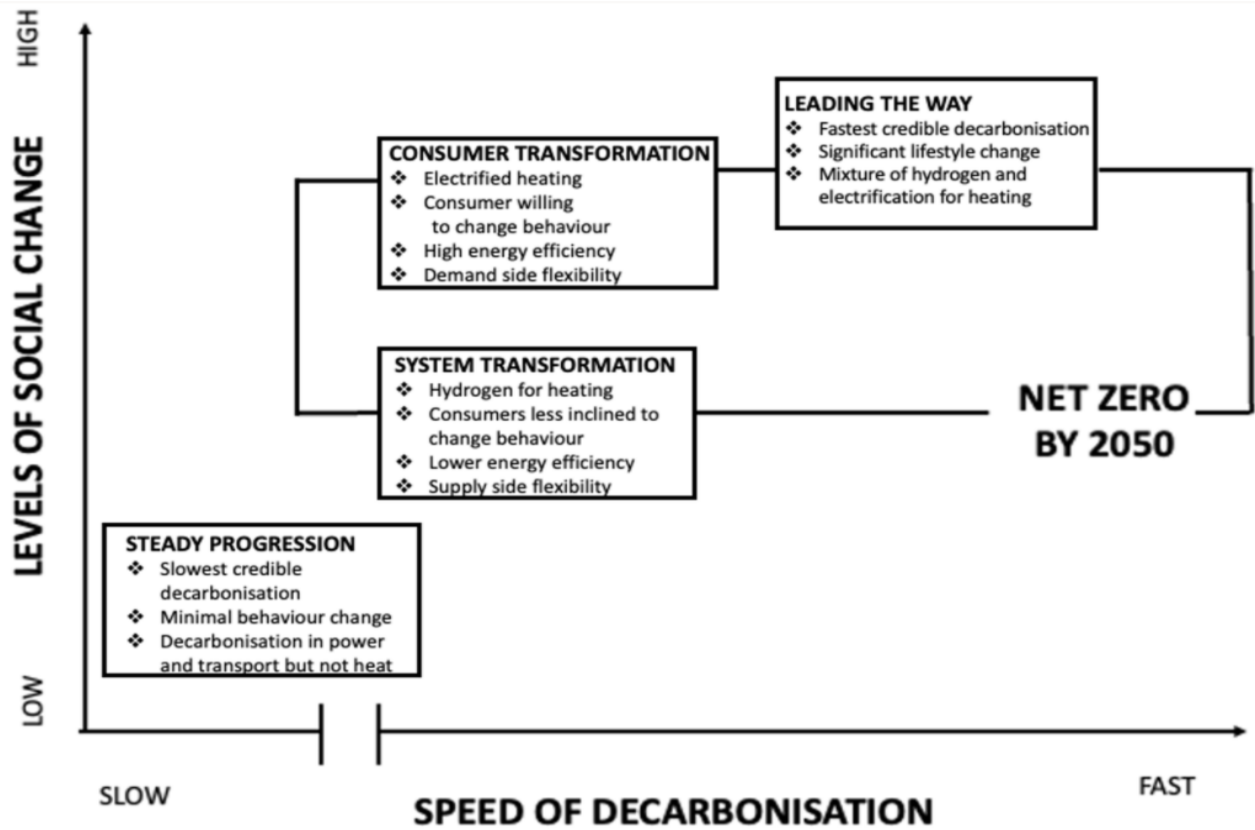 HIGH
LEVELS OF SOCIAL CHANGE
LOW
LEADING THE WAY
❖ Fastest credible decarbonisation
❖ Significant lifestyle change
❖ Mixture of hydrogen and
electrification for heating
CONSUMER TRANSFORMATION
❖ Electrified heating
❖ Consumer willing
to change behaviour
❖ High energy efficiency
❖ Demand side flexibility
SYSTEM TRANSFORMATION
❖ Hydrogen for heating
❖ Consumers less inclined to
change behaviour
❖ Lower energy efficiency
❖ Supply side flexibility
NET ZERO
BY 2050
STEADY PROGRESSION
❖ Slowest credible
decarbonisation
❖ Minimal behaviour change
❖ Decarbonisation in power
and transport but not heat
SLOW
SPEED OF DECARBONISATION
FAST